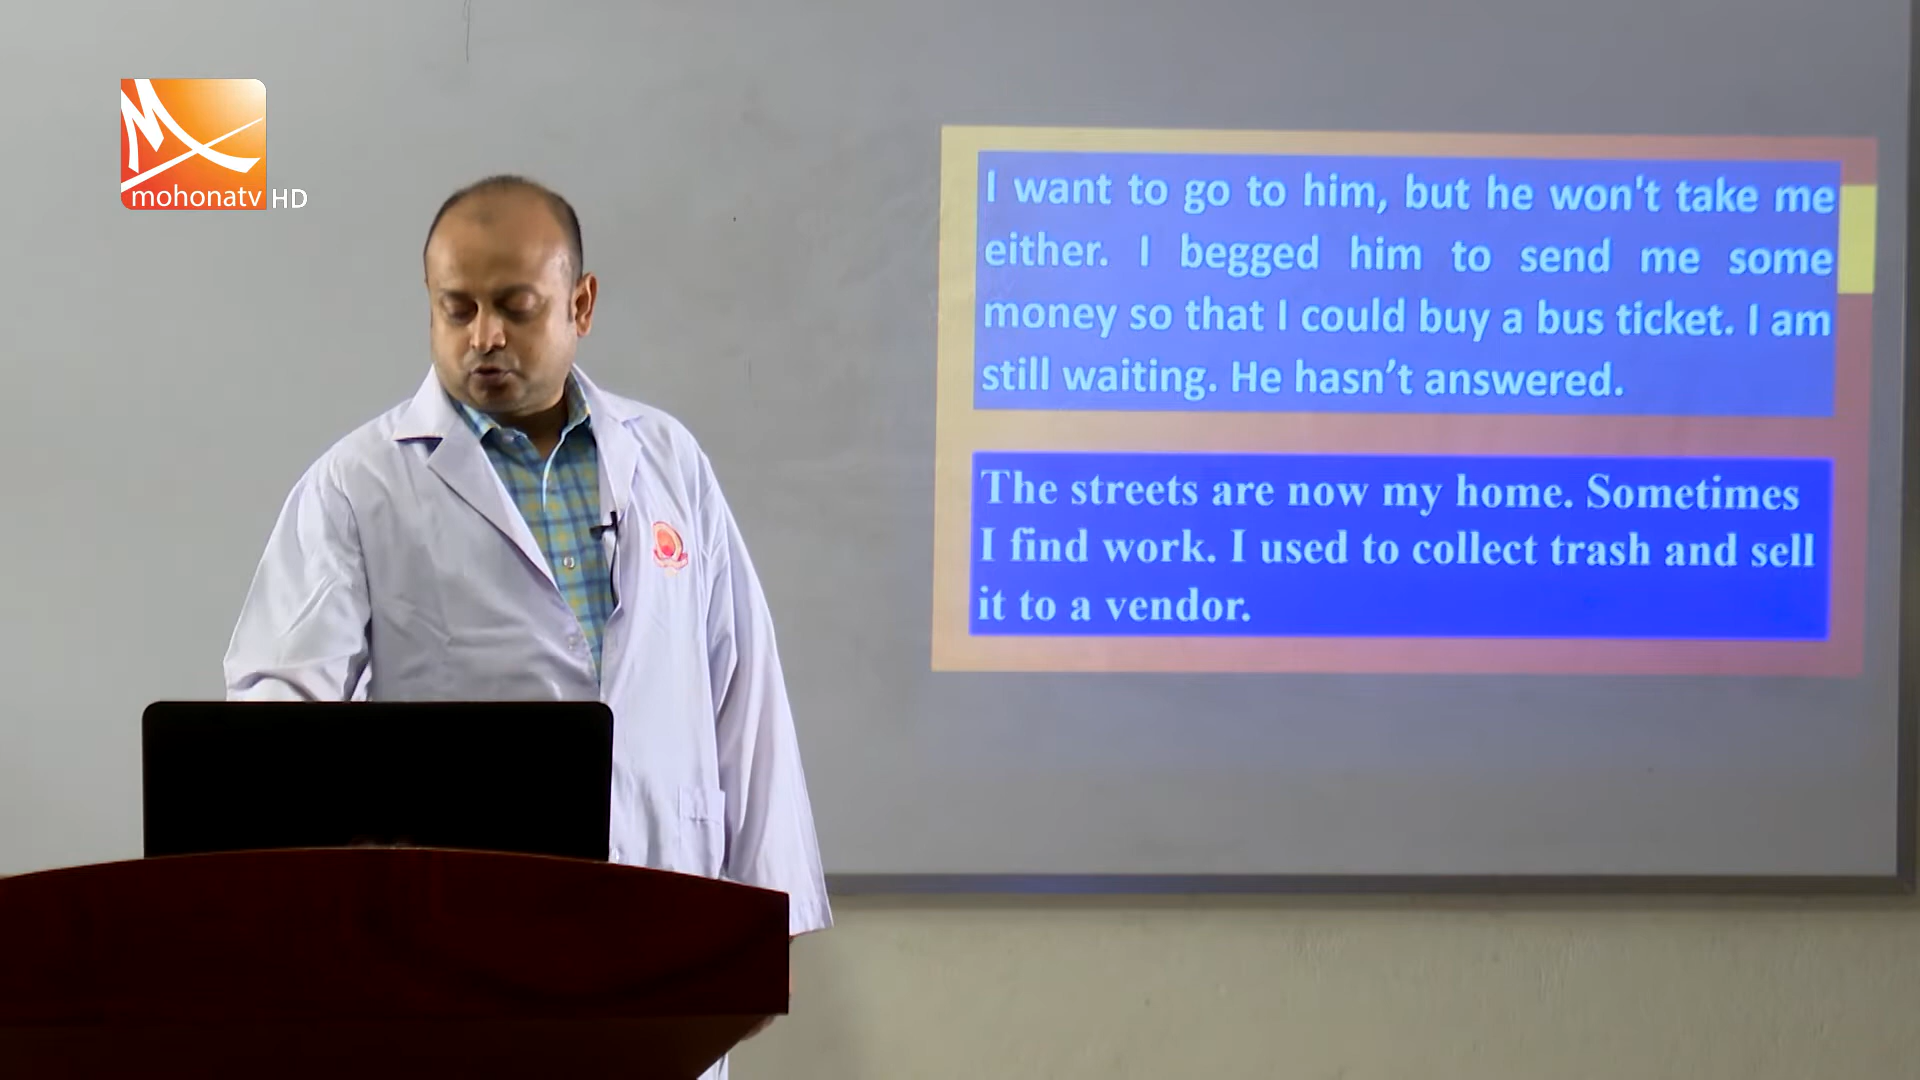 mohonatv HD
I want to go to him, but he won't take me
either. I begged him to send me some
money so that I could buy a bus ticket. I am
still waiting. He hasn’t answered.
The streets are now my home. Sometimes
I find work. I used to collect trash and sell
it to a vendor.